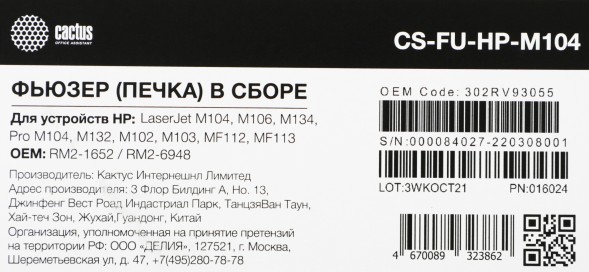 cactus
OFFICE ASSISTANT
CS-FU-HP-M104
ФЬЮЗЕР (ПЕЧКА) В СБОРЕ
Для устройств HP: LaserJet M104, M106, M134,
Pro M104, M132, M102, M103, MF112, MF113
OEM: RM2-1652 / RM2-6948
Производитель: Кактус Интернешнл Лимитед
Адрес производителя: 3 Флор Билдинг А, Но. 13,
Джинфенг Вест Роад Индастриал Парк, ТанцзяВан Таун,
Хай-теч Зон, Жухай,Гуандонг, Китай
Организация, уполномоченная на принятие претензий
на территории РФ: ООО «ДЕЛИЯ», 127521, г. Москва,
Шереметьевская ул, д. 47, +7(495)280-78-78
OEM Code: 302RV93055
S/N:000084027-220308001
LOT:3WKOCT21 PN:016024
4 670089 323862